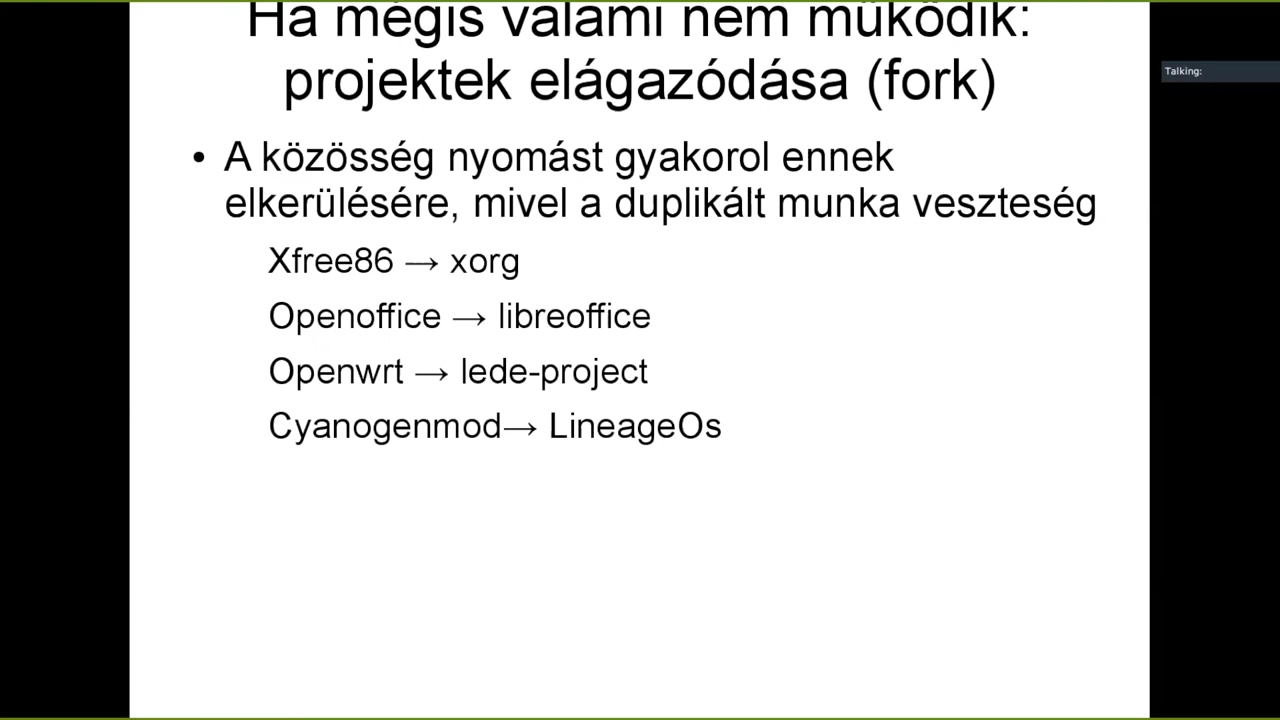 Ha mégis valami nem működik:
projektek elágazódása (fork)
• A közösség nyomást gyakorol ennek
elkerülésére, mivel a duplikált munka veszteség
Xfree86 → xorg
Openoffice → libreoffice
Openwrt → lede-project
Cyanogenmod→ LineageOs
Talking: